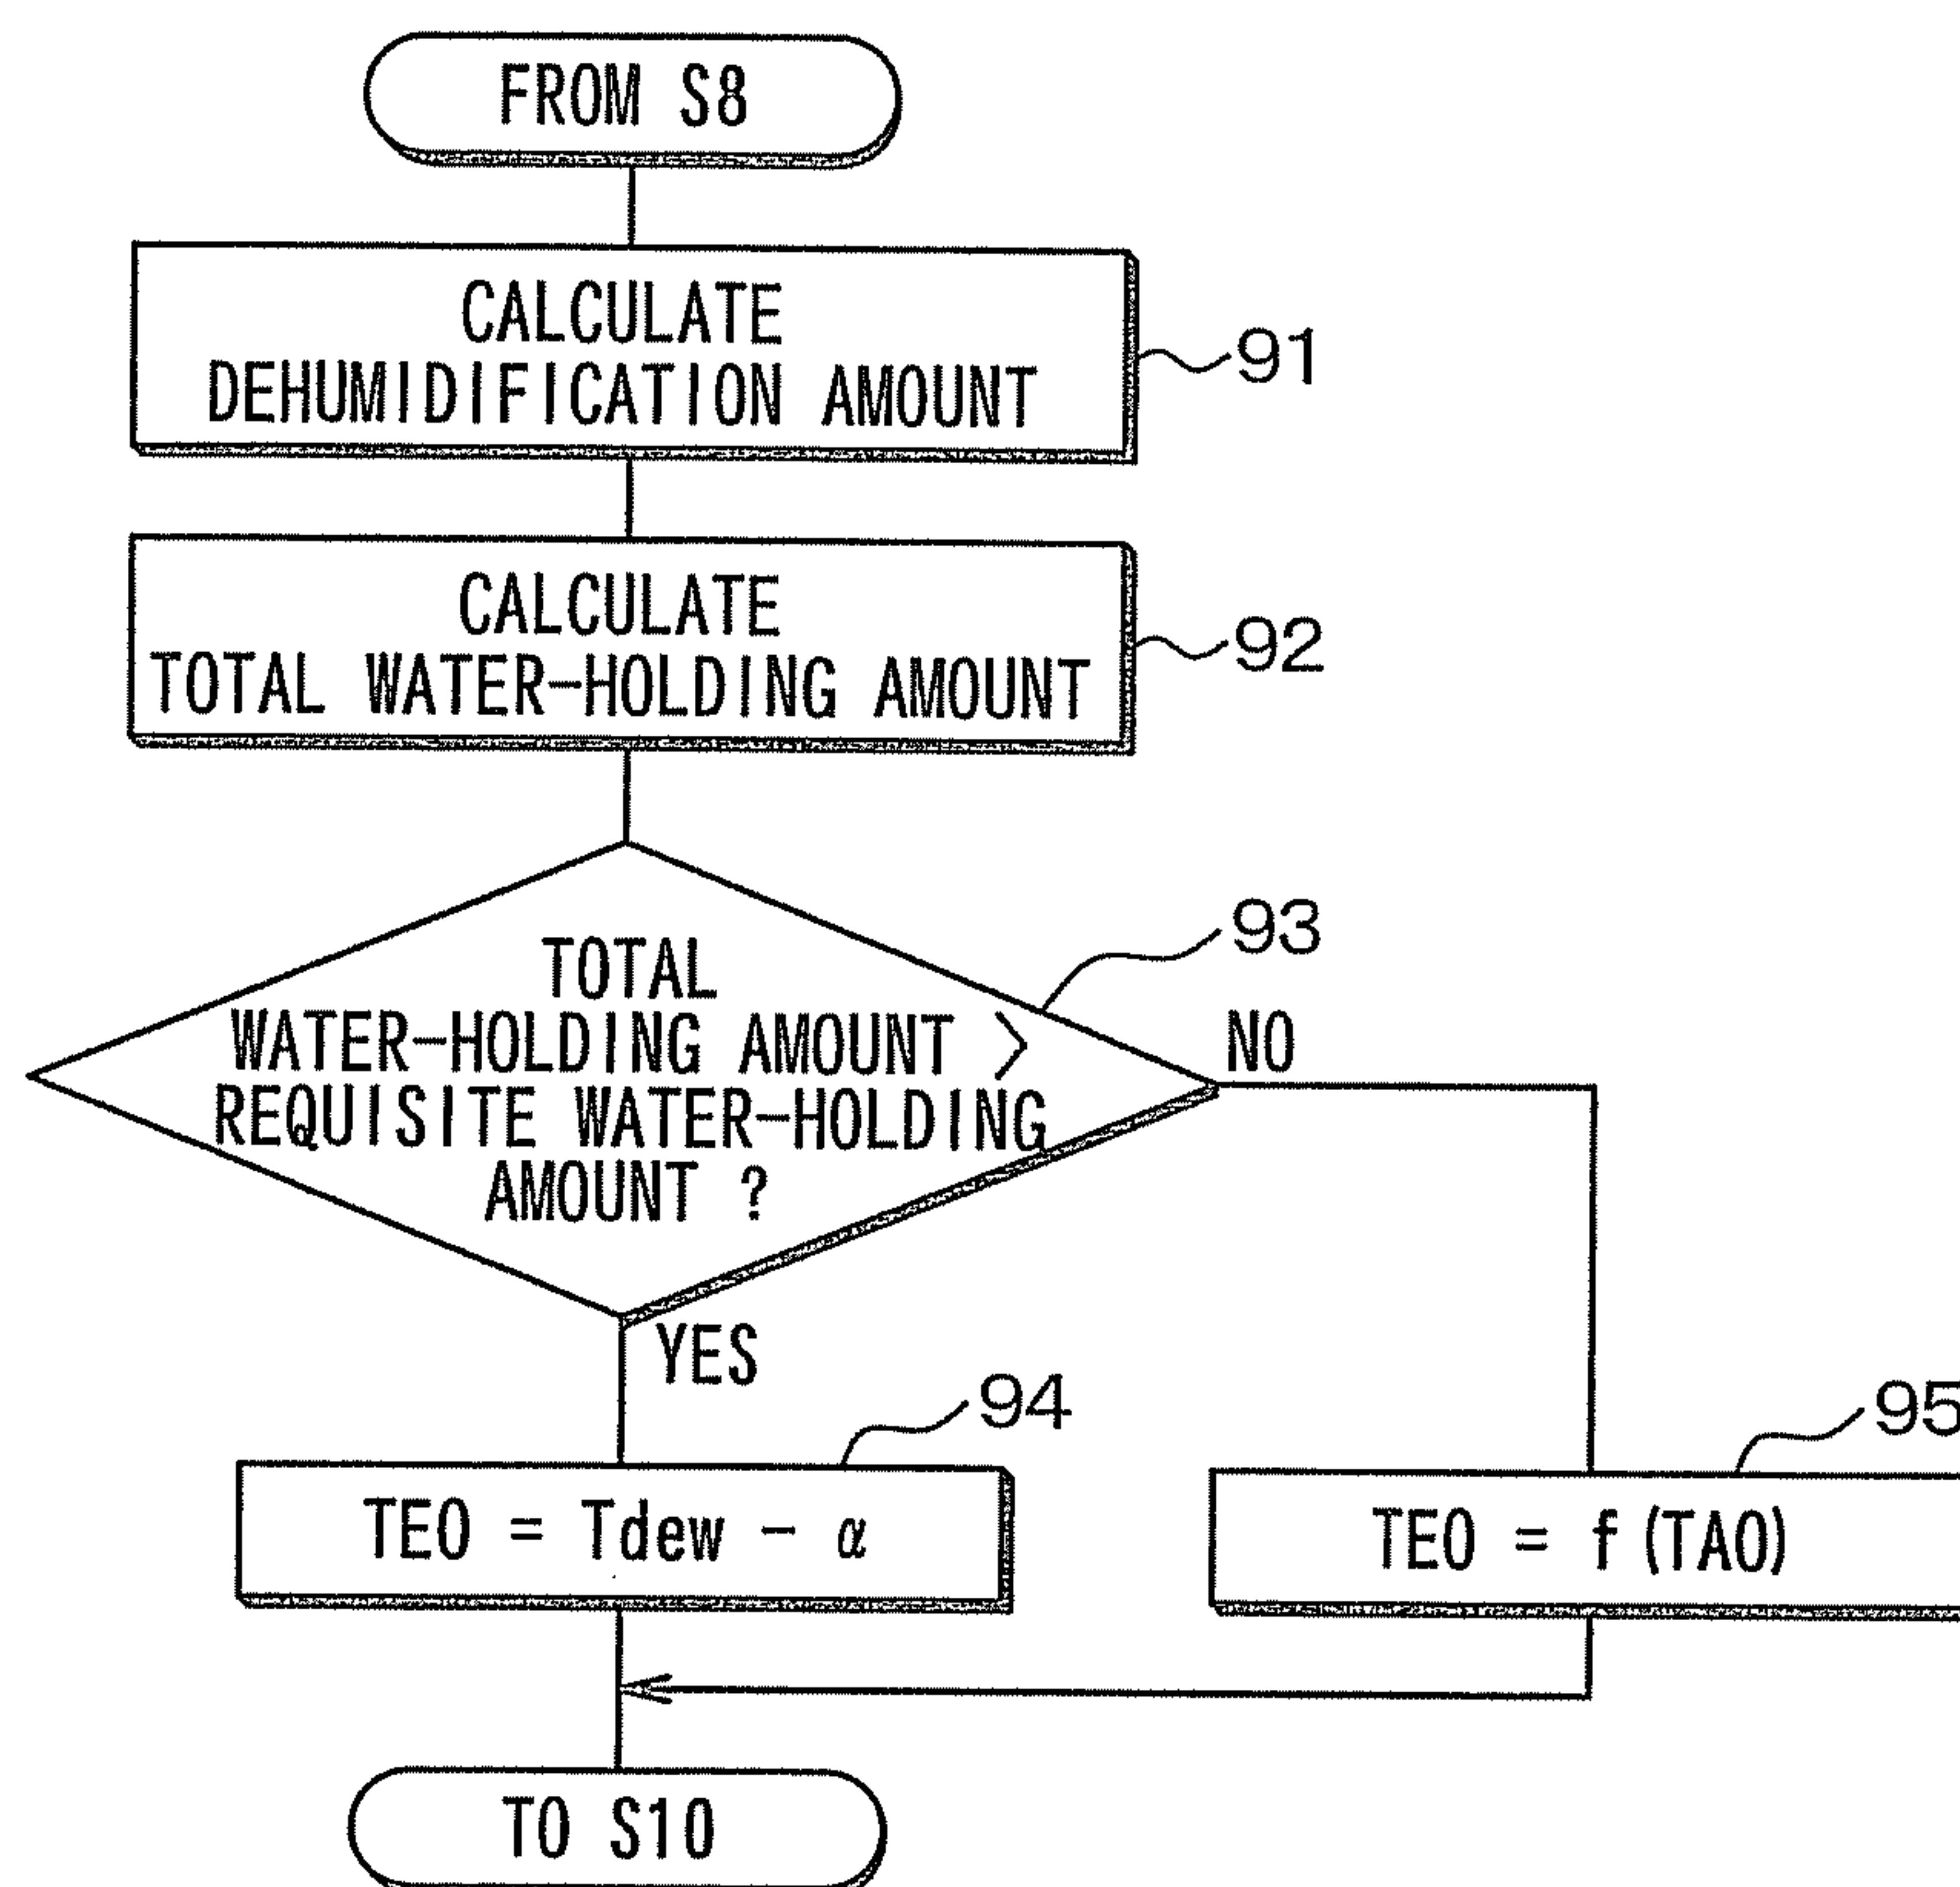 FROM S8
CALCULATE
DEHUMIDIFICATION AMOUNT
91
CALCULATE
TOTAL WATER-HOLDING AMOUNT
92
TOTAL
WATER-HOLDING AMOUNT >
REQUISITE WATER-HOLDING
AMOUNT ?
93
NO
YES
94
TEO = Tdew - α
95
TEO = f (TAO)
TO S10